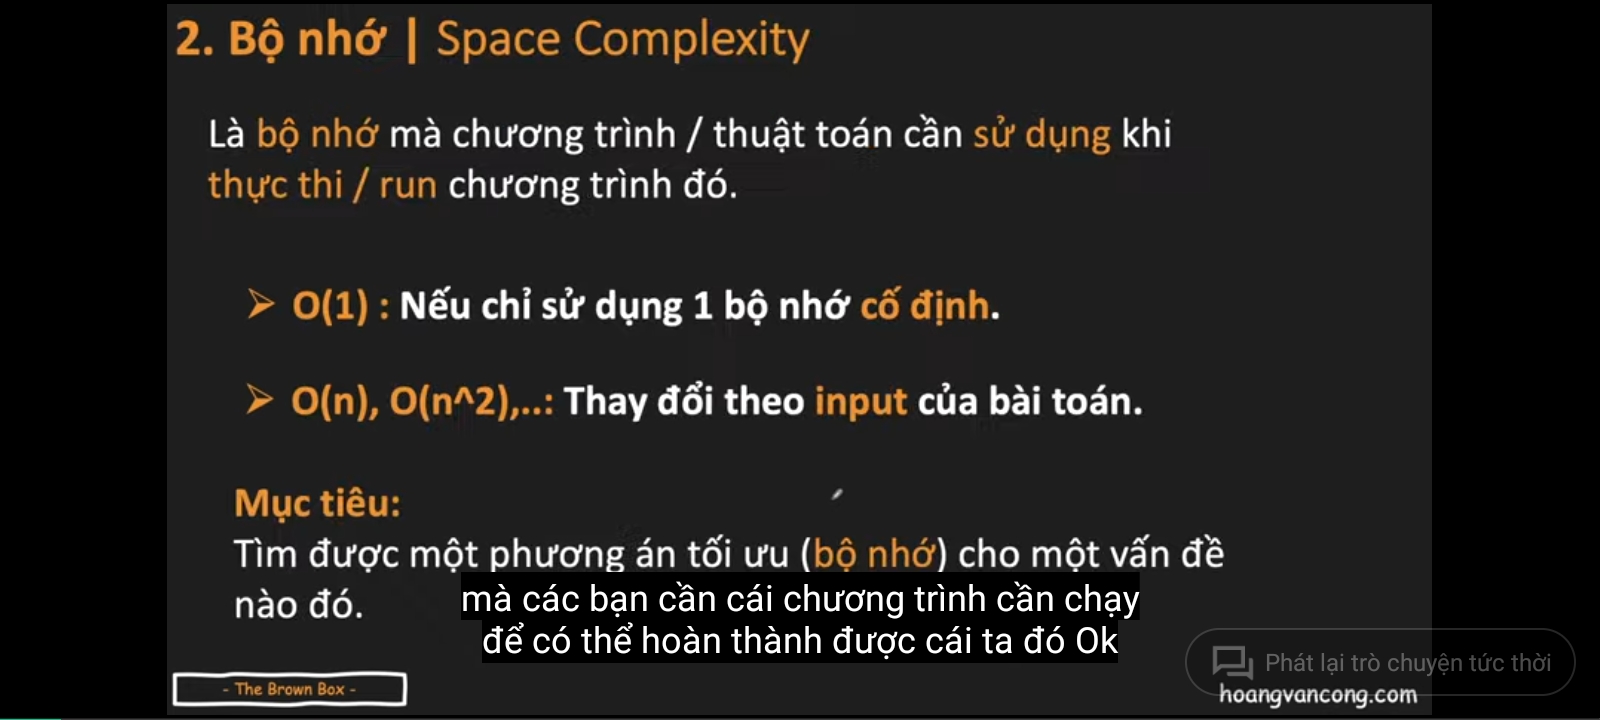 2. Bộ nhớ | Space Complexity
Là bộ nhớ mà chương trình / thuật toán cần sử dụng khi
thực thi / run chương trình đó.
➢ O(1) : Nếu chỉ sử dụng 1 bộ nhớ cố định.
➢ O(n), O(n^2),..: Thay đổi theo input của bài toán.
Mục tiêu:
Tìm được một phương án tối ưu (bộ nhớ) cho một vấn đề
nào đó.
mà các bạn cần cái chương trình cần chạy
để có thể hoàn thành được cái ta đó Ok
Phát lại trò chuyện tức thời
- The Brown Box -
hoangvancong.com